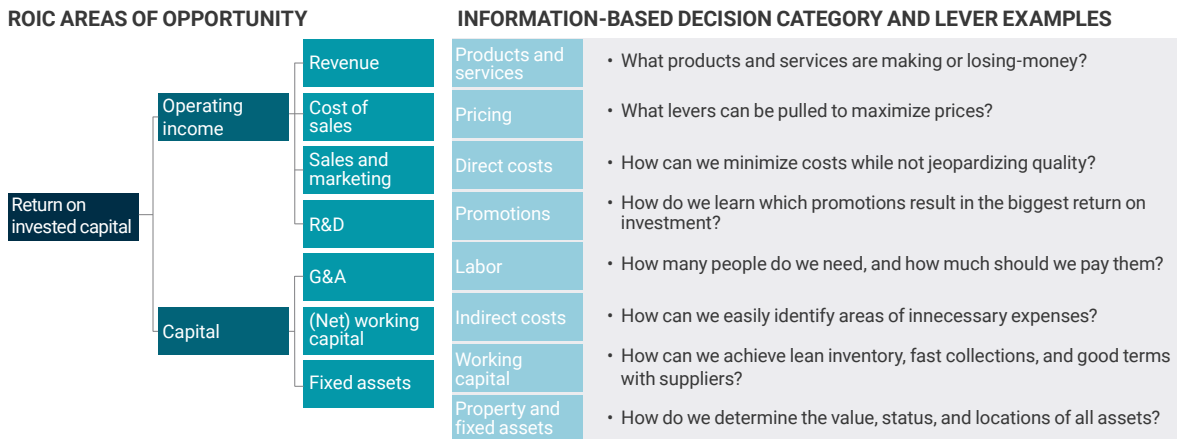 ROIC AREAS OF OPPORTUNITY
Return on
invested capital
Operating
income
Capital
Revenue
Cost of
sales
Sales and
marketing
R&D
G&A
(Net) working
capital
Fixed assets
INFORMATION-BASED DECISION CATEGORY AND LEVER EXAMPLES
Products and
services
• What products and services are making or losing-money?
Pricing
• What levers can be pulled to maximize prices?
Direct costs
• How can we minimize costs while not jeopardizing quality?
Promotions
• How do we learn which promotions result in the biggest return on
investment?
Labor
• How many people do we need, and how much should we pay them?
Indirect costs
• How can we easily identify areas of innecessary expenses?
Working
capital
• How can we achieve lean inventory, fast collections, and good terms
with suppliers?
Property and
fixed assets
• How do we determine the value, status, and locations of all assets?